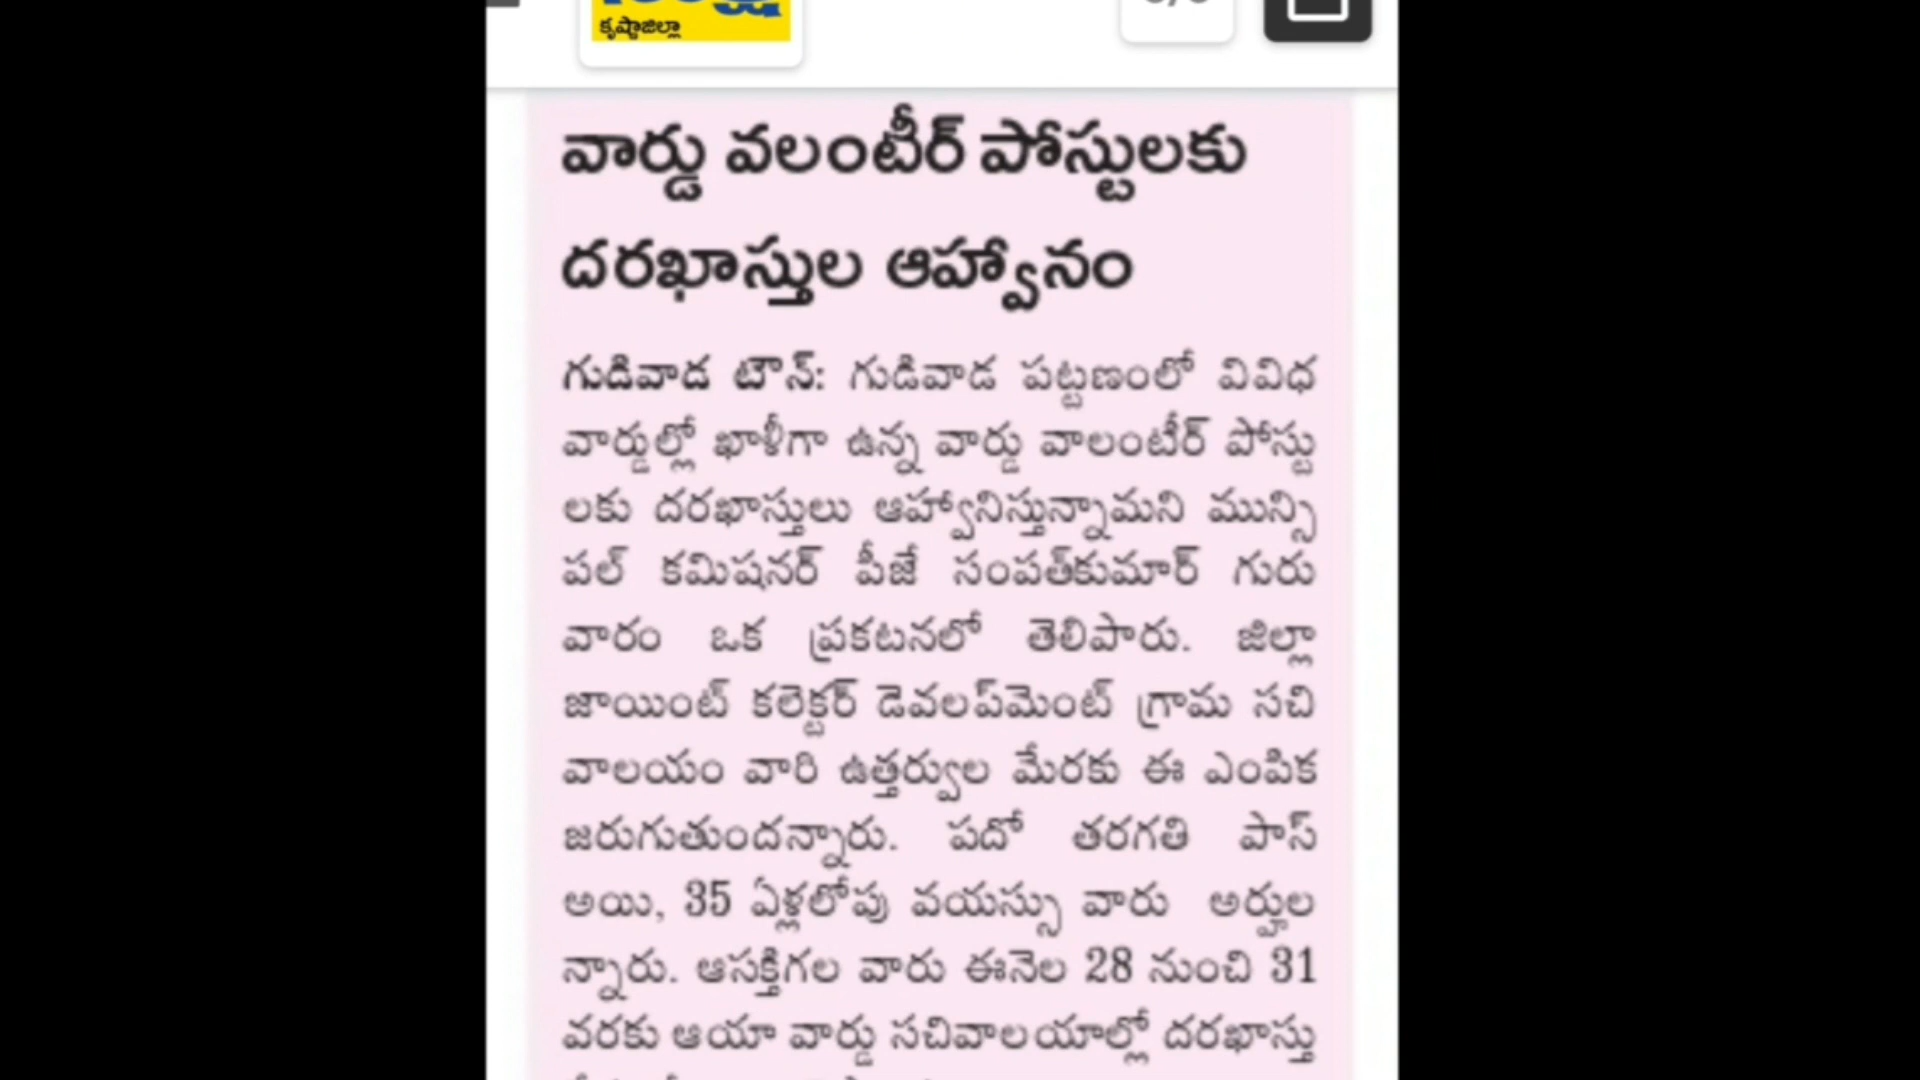 కృష్ణాజిల్లా
వార్డు వలంటీర్ పోస్టులకు
దరఖాస్తుల ఆహ్వానం
గుడివాడ టౌన్: గుడివాడ పట్టణంలో వివిధ
వార్డుల్లో ఖాళీగా ఉన్న వార్డు వాలంటీర్ పోస్టు
లకు దరఖాస్తులు ఆహ్వానిస్తున్నామని మున్సి
పల్ కమిషనర్ పీజే సంపత్‌కుమార్ గురు
వారం ఒక ప్రకటనలో తెలిపారు. జిల్లా
జాయింట్ కలెక్టర్ డెవలప్‌మెంట్ గ్రామ సచి
వాలయం వారి ఉత్తర్వుల మేరకు ఈ ఎంపిక
జరుగుతుందన్నారు. పదో తరగతి పాస్
అయి, 35 ఏళ్లలోపు వయస్సు వారు అర్హుల
న్నారు. ఆసక్తిగల వారు ఈనెల 28 నుంచి 31
వరకు ఆయా వార్డు సచివాలయాల్లో దరఖాస్తు